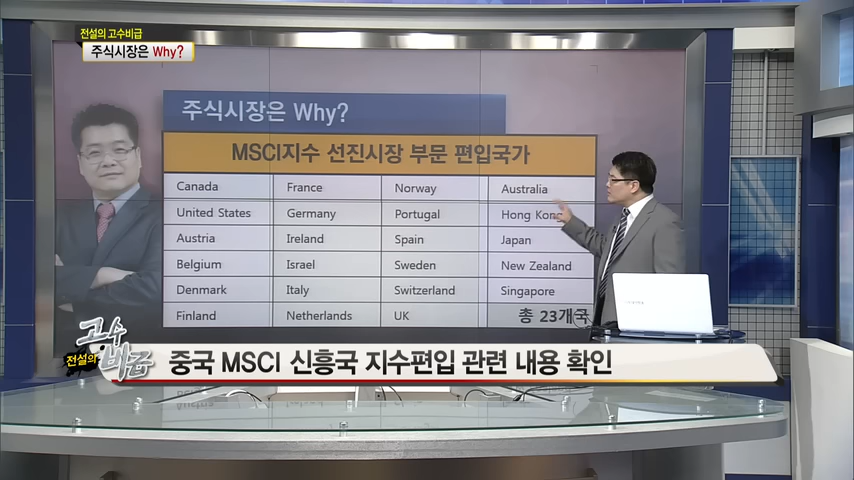 전설의 고수비급
주식시장은 Why?
주식시장은 Why?
MSCI지수 선진시장 부문 편입국가
Canada France Norway Australia
United States Germany Portugal Hong Kong
Austria Ireland Spain Japan
Belgium Israel Sweden New Zealand
Denmark Italy Switzerland Singapore
Finland Netherlands UK 총 23개국
전설의 고수비급
중국 MSCI 신흥국 지수편입 관련 내용 확인